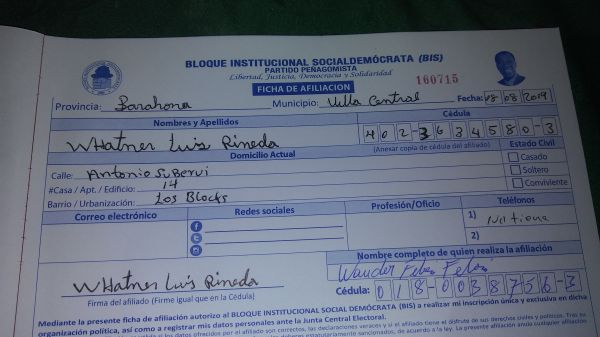 BLOQUE INSTITUCIONAL SOCIALDEMÓCRATA (BIS)
PARTIDO PEÑAGOMISTA
Libertad, Justicia, Democracia y Solidaridad
FICHA DE AFILIACION
160715
Provincia: Barahona Municipio: Villa Central Fecha: 08 08 2019
Nombres y Apellidos Cédula
WHatner Luis Pineda 402-3634580-3
(Anexar copia de cédula del afiliado)
Domicilio Actual Estado Civil
Calle: Antonio Suberví Casado
#Casa / Apt. / Edificio: 14 Soltero
Barrio / Urbanización: Los Blocks Conviviente
Correo electrónico Redes sociales Profesión/Oficio Teléfonos
1) No tiene
2)
Nombre completo de quien realiza la afiliación
Wander Feliz
WHatner Luis Pineda
Cédula: 018-0038756-3
Firma del afiliado (Firme igual que en la Cédula)
Mediante la presente ficha de afiliación autorizo al BLOQUE INSTITUCIONAL SOCIAL DEMÓCRATA (BIS) a realizar mi inscripción única y exclusiva en dicha
organización política, así como a registrar mis datos personales ante la Junta Central Electoral.